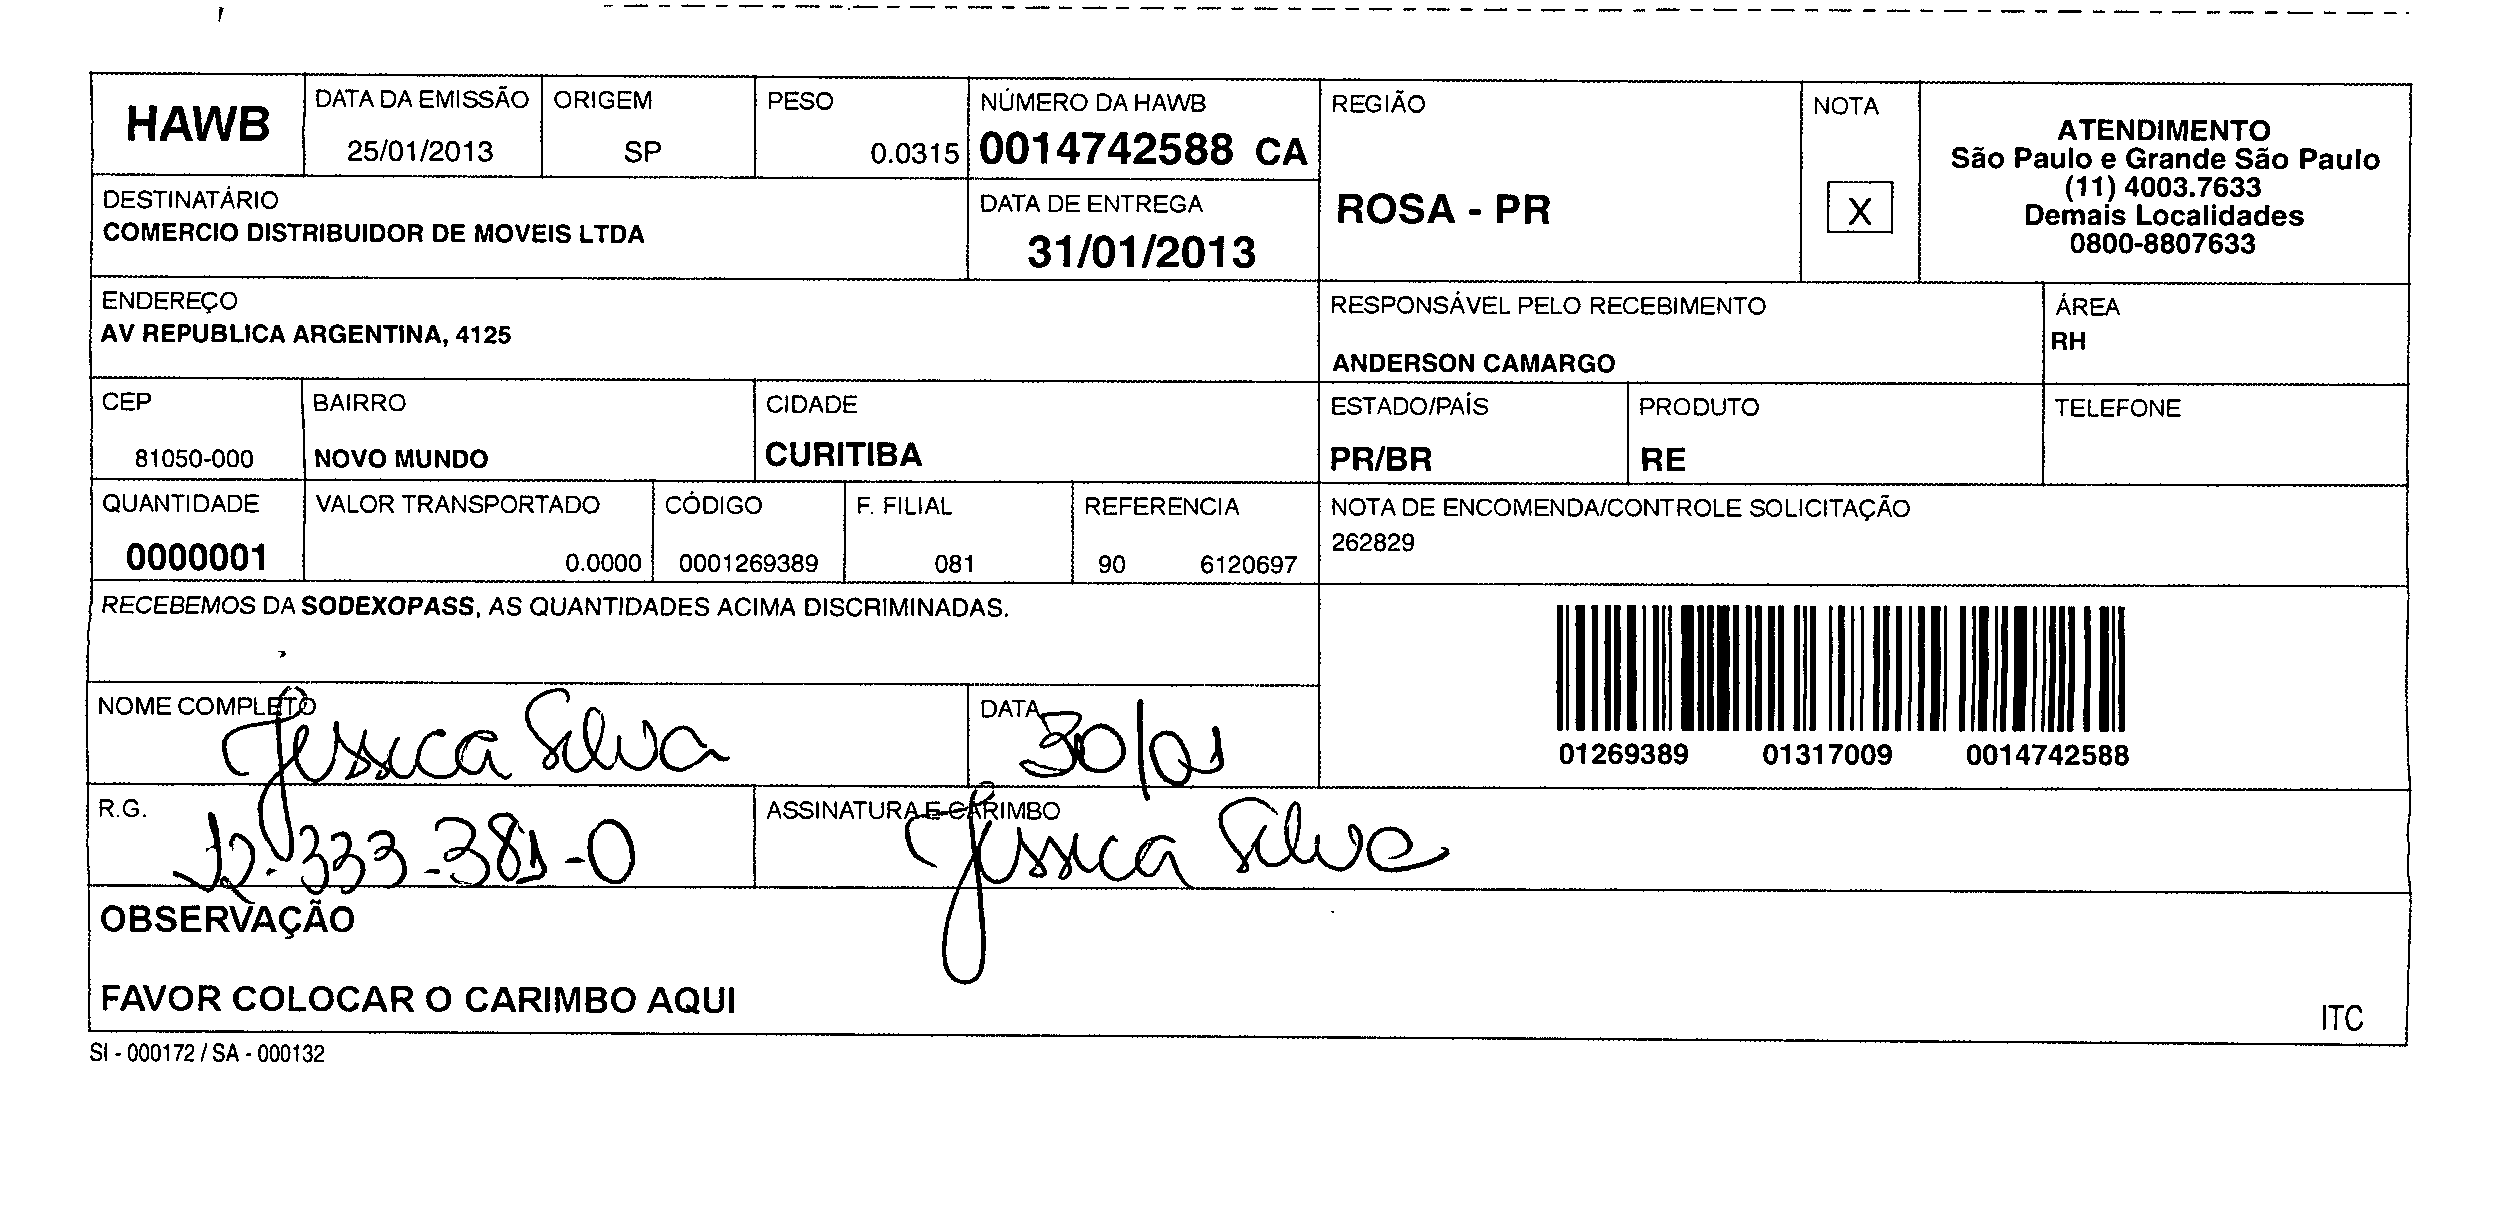 HAWB
DATA DA EMISSÃO
25/01/2013
ORIGEM
SP
PESO
0.0315
NÚMERO DA HAWB
0014742588 CA
REGIÃO
ROSA - PR
NOTA
X
ATENDIMENTO
São Paulo e Grande São Paulo
(11) 4003.7633
Demais Localidades
0800-8807633
DESTINATÁRIO
COMERCIO DISTRIBUIDOR DE MOVEIS LTDA
DATA DE ENTREGA
31/01/2013
ENDEREÇO
AV REPUBLICA ARGENTINA, 4125
RESPONSÁVEL PELO RECEBIMENTO
ANDERSON CAMARGO
ÁREA
RH
CEP
81050-000
BAIRRO
NOVO MUNDO
CIDADE
CURITIBA
ESTADO/PAÍS
PR/BR
PRODUTO
RE
TELEFONE
QUANTIDADE
0000001
VALOR TRANSPORTADO
0.0000
CÓDIGO
0001269389
F. FILIAL
081
REFERENCIA
90 6120697
NOTA DE ENCOMENDA/CONTROLE SOLICITAÇÃO
262829
RECEBEMOS DA SODEXOPASS, AS QUANTIDADES ACIMA DISCRIMINADAS.
01269389 01317009 0014742588
NOME COMPLETO
Jessica Silva
DATA
30/01
R.G.
12.333.381-0
ASSINATURA E CARIMBO
Jessica Silva
OBSERVAÇÃO
FAVOR COLOCAR O CARIMBO AQUI
ITC
SI - 000172 / SA - 000132